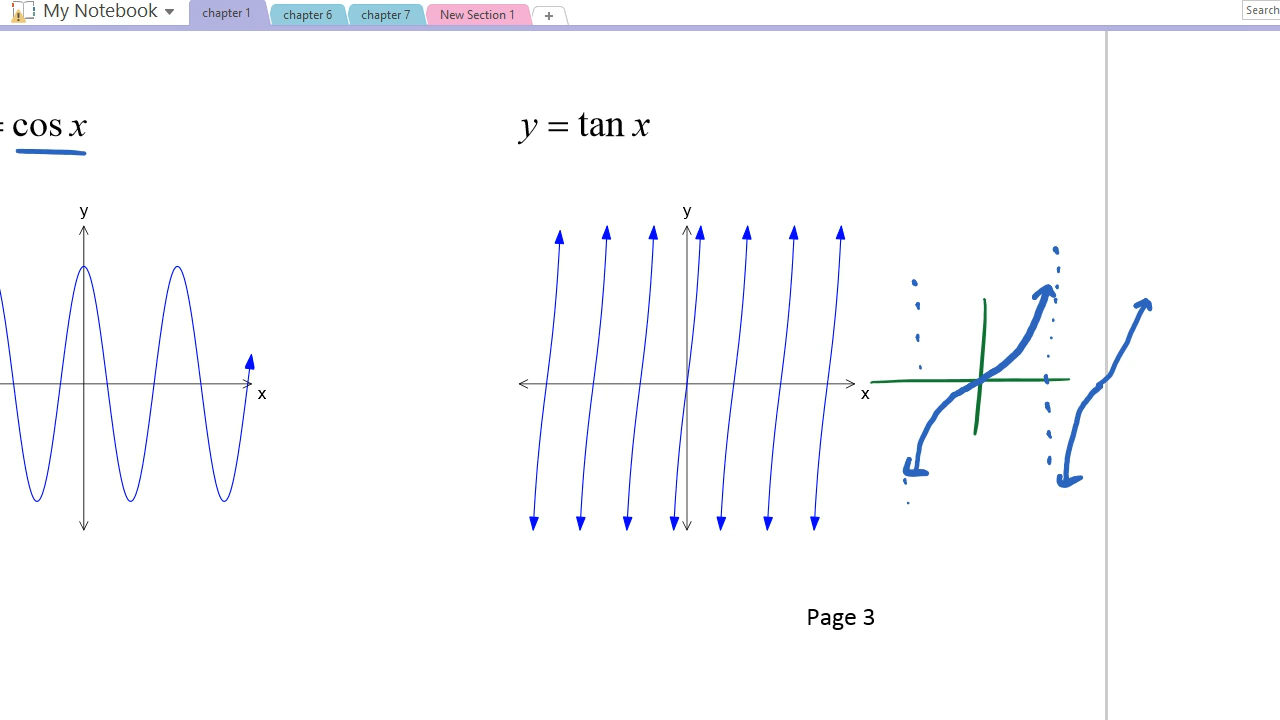 My Notebook
chapter 1
chapter 6
chapter 7
New Section 1
+
Search
= cos x
y = tan x
y
x
y
x
Page 3